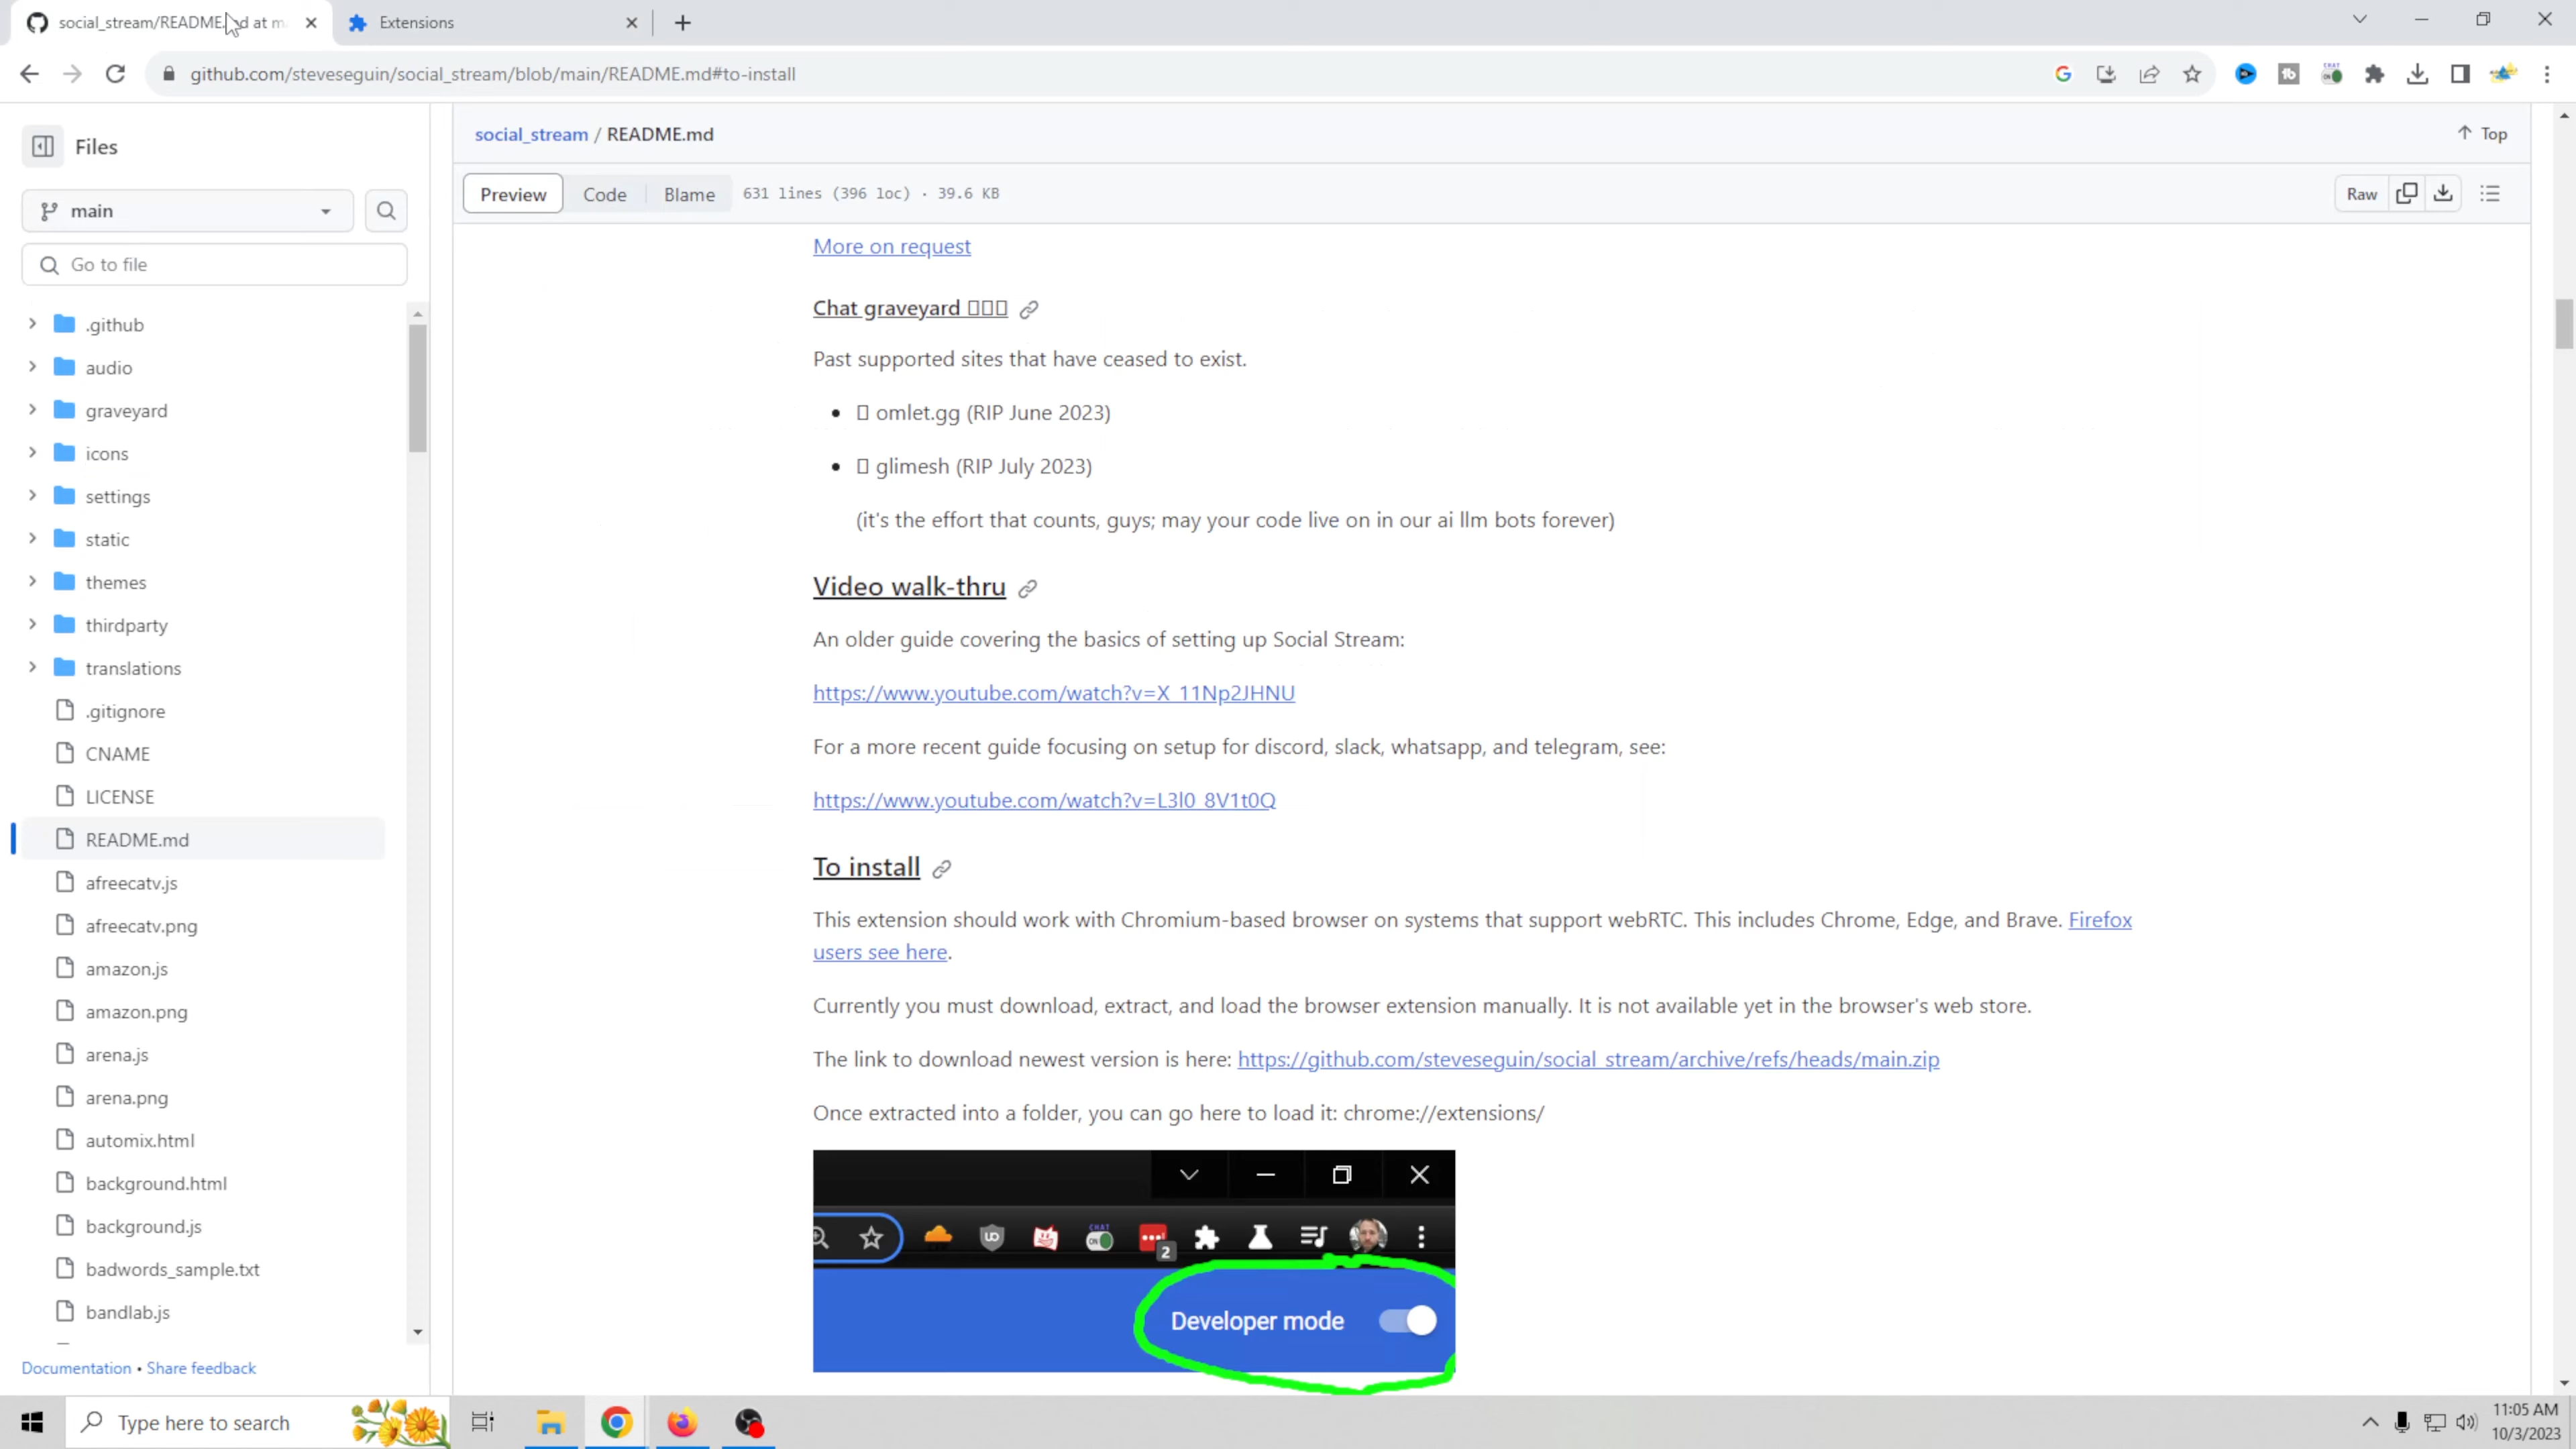 social_stream/README.md at ma
Extensions
github.com/steveseguin/social_stream/blob/main/README.md#to-install
Files
main
Go to file
.github
audio
graveyard
icons
settings
static
themes
thirdparty
translations
.gitignore
CNAME
LICENSE
README.md
afreecatv.js
afreecatv.png
amazon.js
amazon.png
arena.js
arena.png
automix.html
background.html
background.js
badwords_sample.txt
bandlab.js
Documentation • Share feedback
social_stream / README.md
Top
Preview Code Blame 631 lines (396 loc) · 39.6 KB
Raw
More on request
Chat graveyard
Past supported sites that have ceased to exist.
• omlet.gg (RIP June 2023)
• glimesh (RIP July 2023)
(it's the effort that counts, guys; may your code live on in our ai llm bots forever)
Video walk-thru
An older guide covering the basics of setting up Social Stream:
https://www.youtube.com/watch?v=X_11Np2JHNU
For a more recent guide focusing on setup for discord, slack, whatsapp, and telegram, see:
https://www.youtube.com/watch?v=L3l0_8V1t0Q
To install
This extension should work with Chromium-based browser on systems that support webRTC. This includes Chrome, Edge, and Brave. Firefox
users see here.
Currently you must download, extract, and load the browser extension manually. It is not available yet in the browser's web store.
The link to download newest version is here: https://github.com/steveseguin/social_stream/archive/refs/heads/main.zip
Once extracted into a folder, you can go here to load it: chrome://extensions/
CHAT
ON
2
Developer mode
Type here to search
11:05 AM
10/3/2023